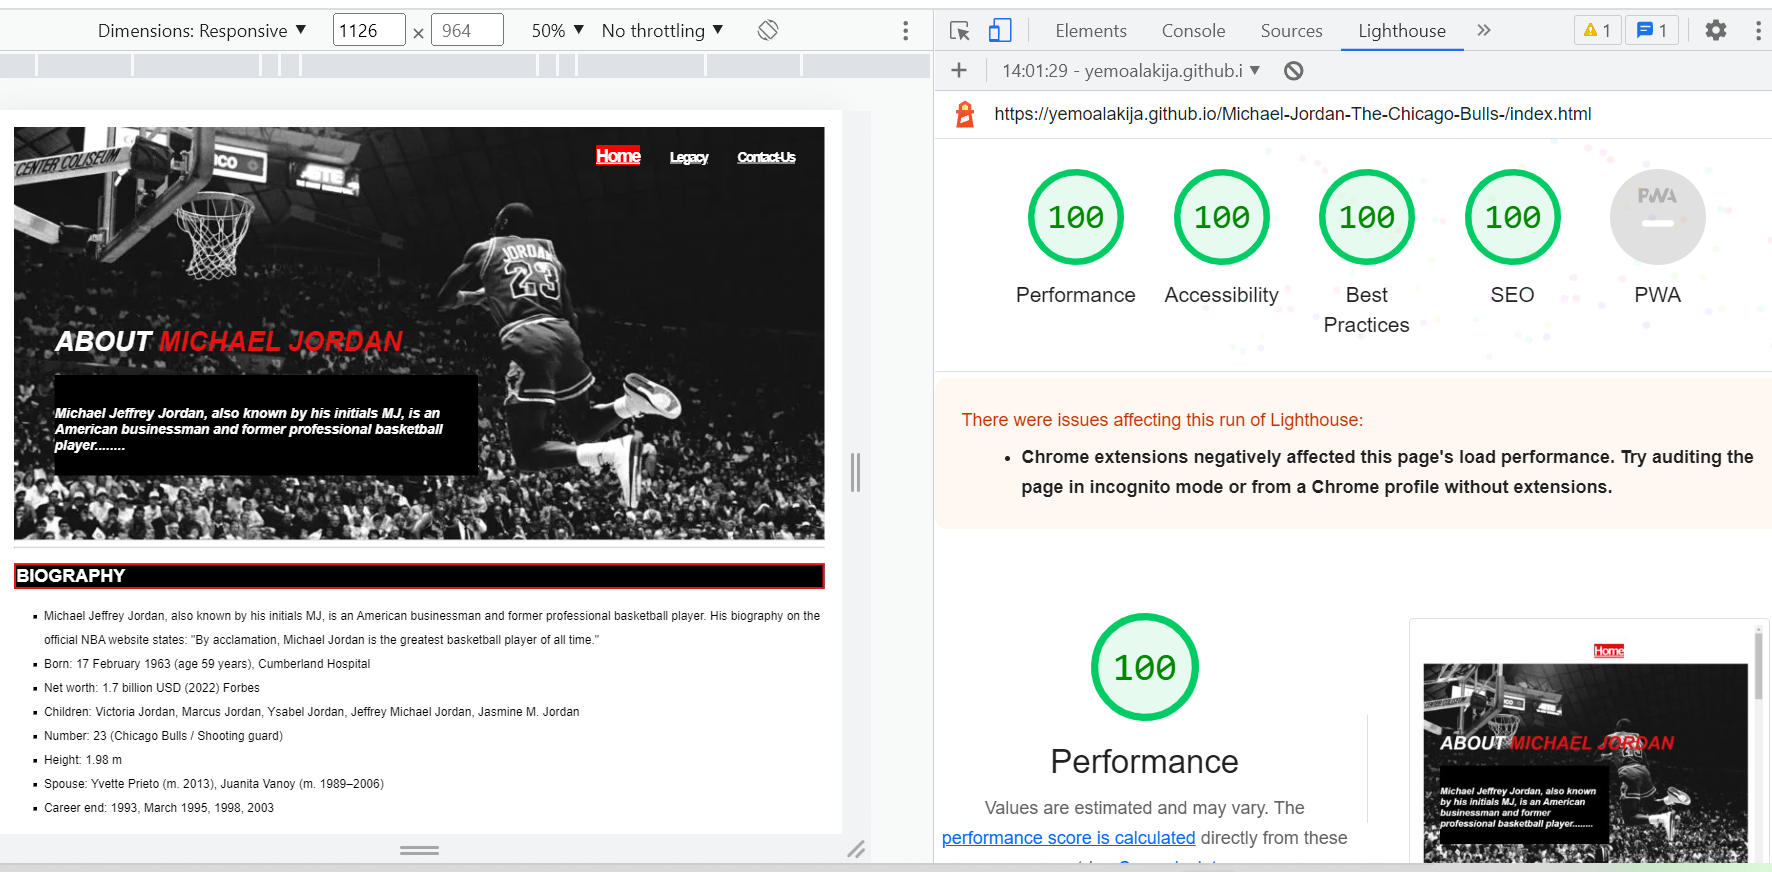 Dimensions: Responsive ▼ 1126 × 964 50% ▼ No throttling ▼
Elements Console Sources Lighthouse » 1 1
14:01:29 - yemoalakija.github.i ▼
https://yemoalakija.github.io/Michael-Jordan-The-Chicago-Bulls-/index.html
CENTER COLISEUM
Home Legacy Contact-Us
JORDAN
23
ABOUT MICHAEL JORDAN
Michael Jeffrey Jordan, also known by his initials MJ, is an
American businessman and former professional basketball
player........
BIOGRAPHY
▪ Michael Jeffrey Jordan, also known by his initials MJ, is an American businessman and former professional basketball player. His biography on the
official NBA website states: "By acclamation, Michael Jordan is the greatest basketball player of all time."
▪ Born: 17 February 1963 (age 59 years), Cumberland Hospital
▪ Net worth: 1.7 billion USD (2022) Forbes
▪ Children: Victoria Jordan, Marcus Jordan, Ysabel Jordan, Jeffrey Michael Jordan, Jasmine M. Jordan
▪ Number: 23 (Chicago Bulls / Shooting guard)
▪ Height: 1.98 m
▪ Spouse: Yvette Prieto (m. 2013), Juanita Vanoy (m. 1989–2006)
▪ Career end: 1993, March 1995, 1998, 2003
100 100 100 100 PWA
Performance Accessibility Best SEO PWA
Practices
There were issues affecting this run of Lighthouse:
• Chrome extensions negatively affected this page's load performance. Try auditing the
page in incognito mode or from a Chrome profile without extensions.
100
Performance
Values are estimated and may vary. The
performance score is calculated directly from these
Home
ABOUT MICHAEL JORDAN
Michael Jeffrey Jordan, also known
by his initials MJ, is an American
businessman and former
professional basketball player........